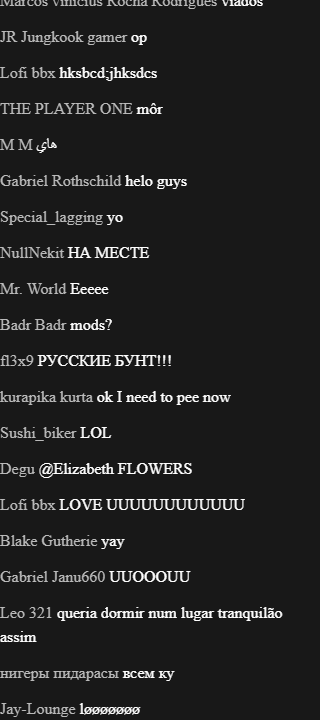 Marcos vinicius Rocha Rodrigues viados
JR Jungkook gamer op
Lofi bbx hksbcd;jhksdcs
THE PLAYER ONE môr
M M هاي
Gabriel Rothschild helo guys
Special_lagging yo
NullNekit НА МЕСТЕ
Mr. World Eeeee
Badr Badr mods?
fl3x9 РУССКИЕ БУНТ!!!
kurapika kurta ok I need to pee now
Sushi_biker LOL
Degu @Elizabeth FLOWERS
Lofi bbx LOVE UUUUUUUUUUUU
Blake Gutherie yay
Gabriel Janu660 UUOOOUU
Leo 321 queria dormir num lugar tranquilão
assim
нигеры пидарасы всем ку
Jay-Lounge løøøøøøø